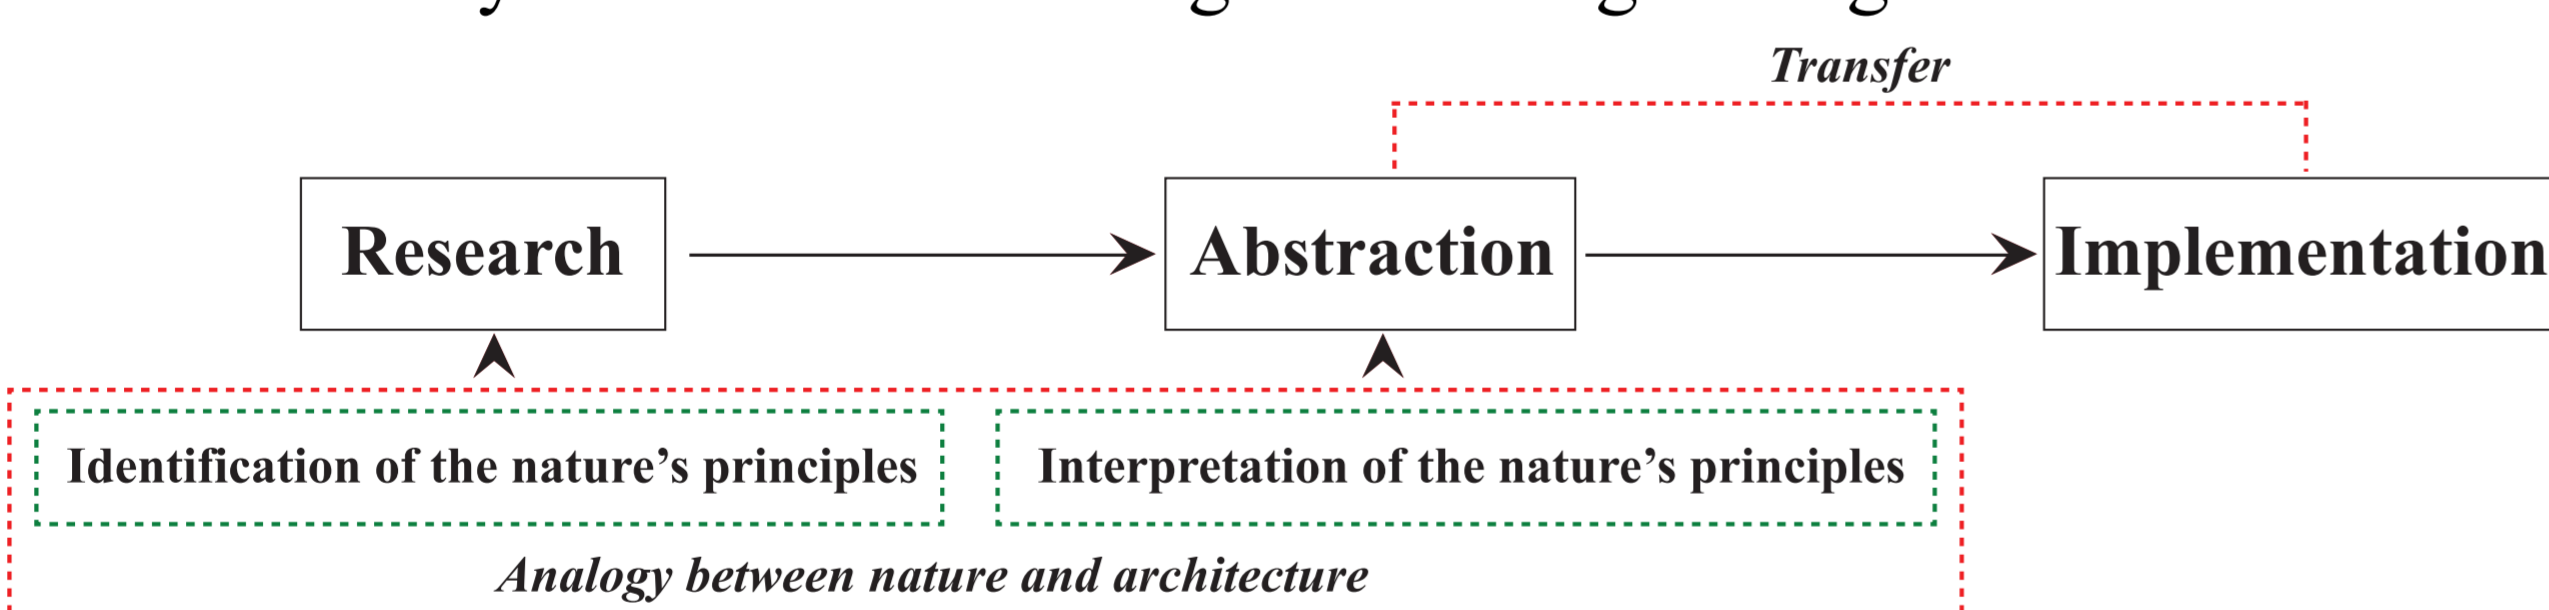 Transfer
Research
Abstraction
Implementation
Identification of the nature’s principles
Interpretation of the nature’s principles
Analogy between nature and architecture